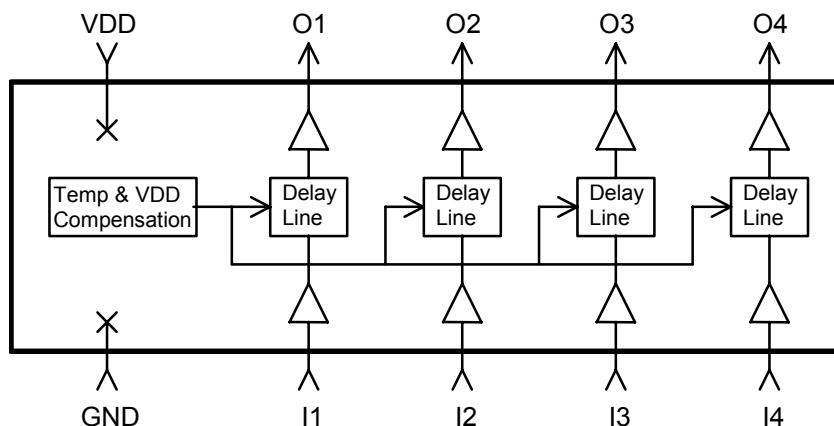 VDD O1 O2 O3 O4
Temp & VDD
Compensation
Delay
Line
Delay
Line
Delay
Line
Delay
Line
GND I1 I2 I3 I4